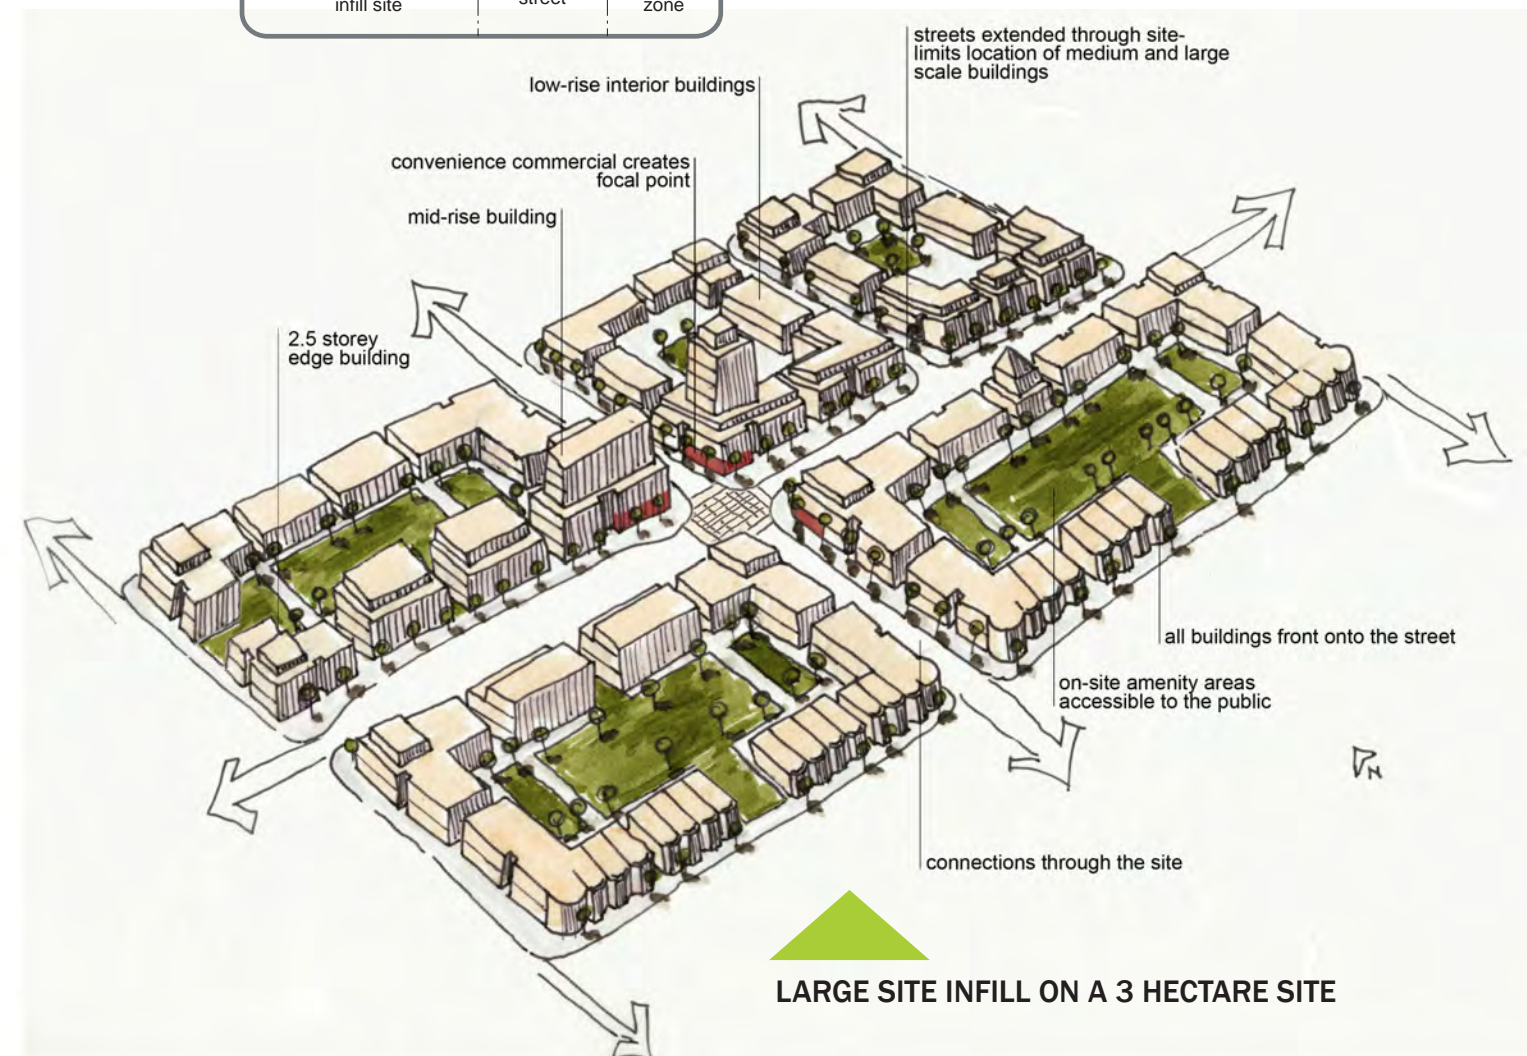 infill site
street
zone
streets extended through site-
limits location of medium and large
scale buildings
low-rise interior buildings
convenience commercial creates
focal point
mid-rise building
2.5 storey
edge building
all buildings front onto the street
on-site amenity areas
accessible to the public
N
connections through the site
LARGE SITE INFILL ON A 3 HECTARE SITE